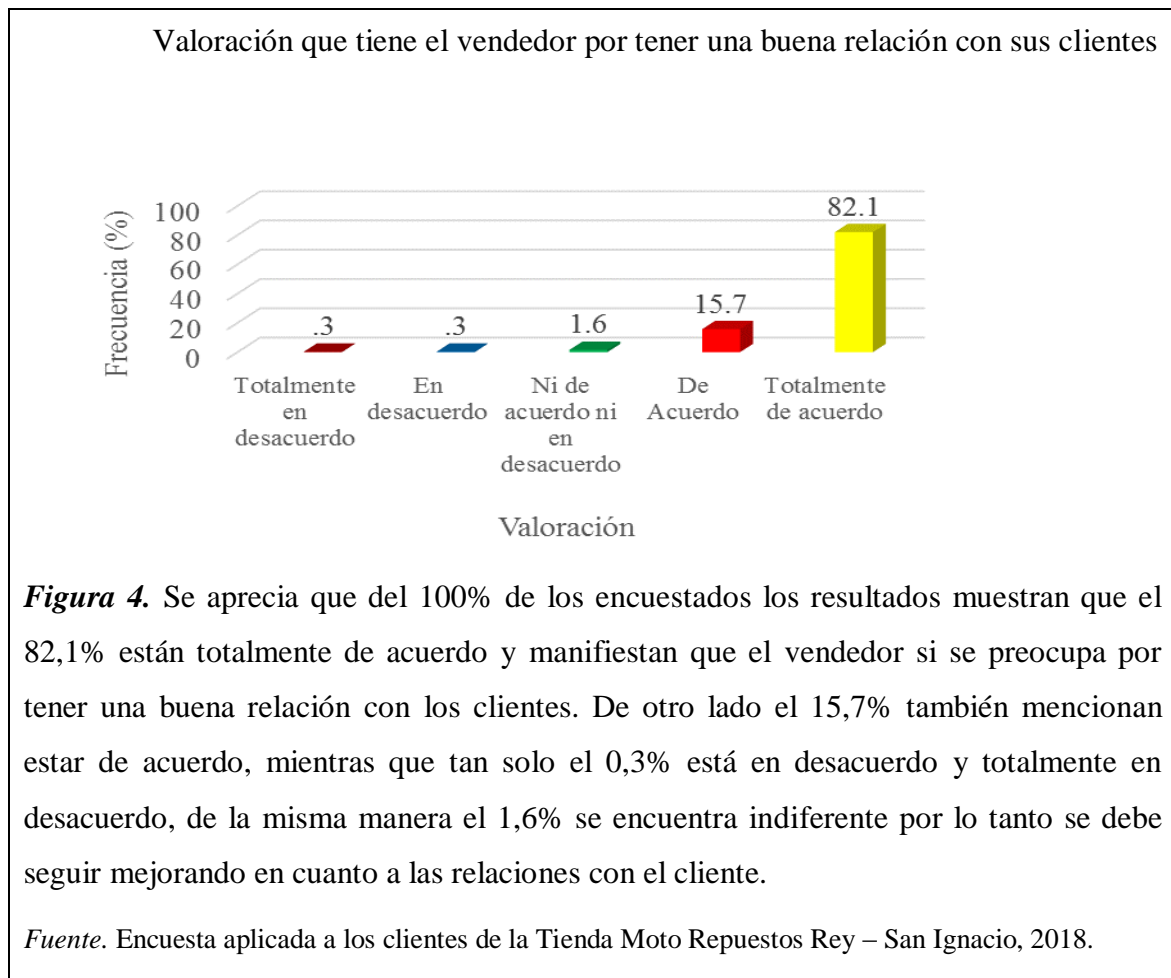 Valoración que tiene el vendedor por tener una buena relación con sus clientes
Frecuencia (%)
100
80
60
40
20
0
.3
.3
1.6
15.7
82.1
Totalmente
en
desacuerdo
En
desacuerdo
Ni de
acuerdo ni
en
desacuerdo
De
Acuerdo
Totalmente
de acuerdo
Valoración
Figura 4. Se aprecia que del 100% de los encuestados los resultados muestran que el
82,1% están totalmente de acuerdo y manifiestan que el vendedor si se preocupa por
tener una buena relación con los clientes. De otro lado el 15,7% también mencionan
estar de acuerdo, mientras que tan solo el 0,3% está en desacuerdo y totalmente en
desacuerdo, de la misma manera el 1,6% se encuentra indiferente por lo tanto se debe
seguir mejorando en cuanto a las relaciones con el cliente.
Fuente. Encuesta aplicada a los clientes de la Tienda Moto Repuestos Rey – San Ignacio, 2018.